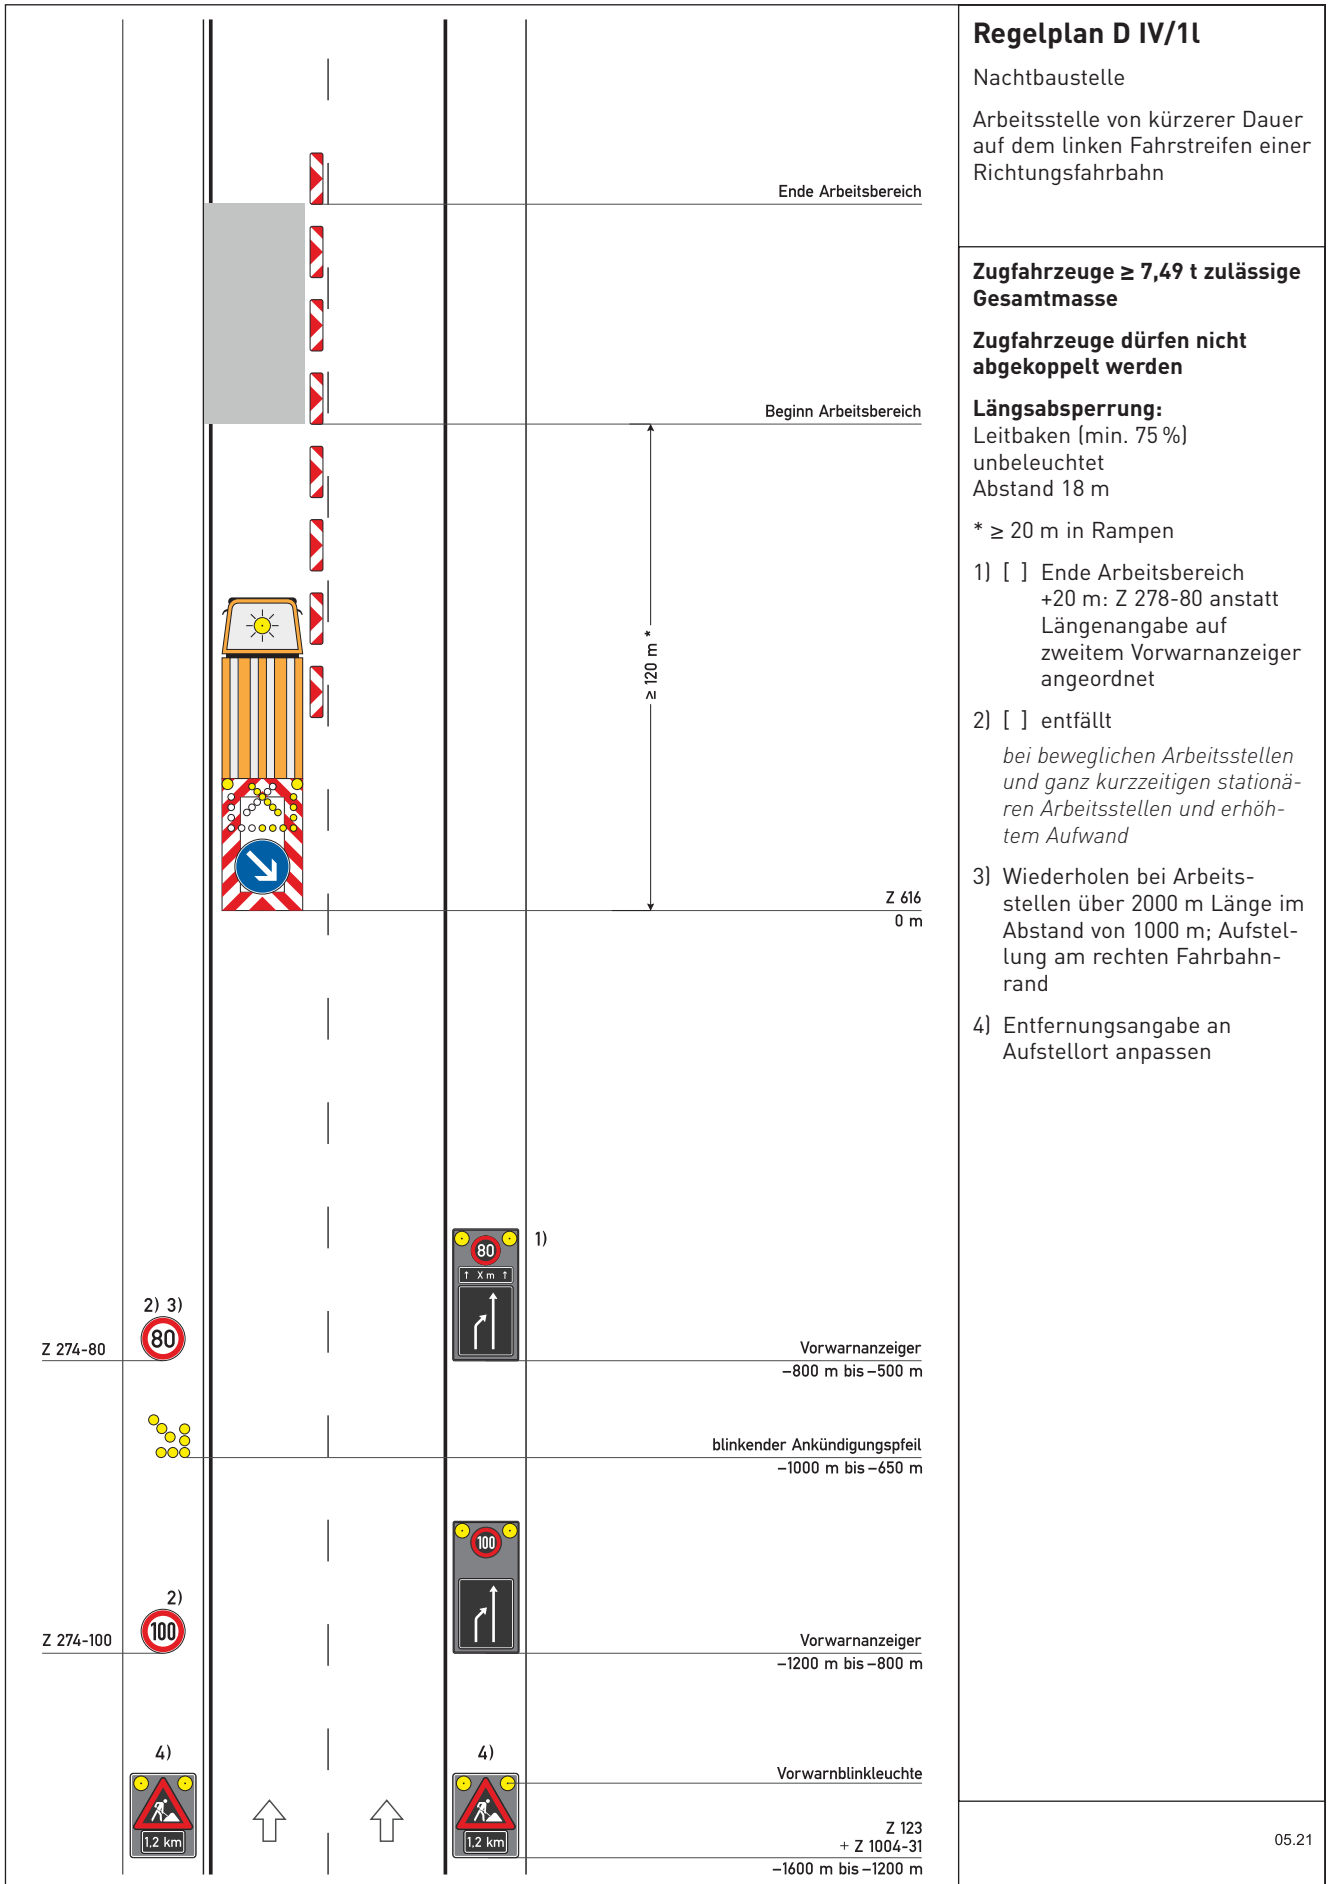 Regelplan D IV/1l
Nachtbaustelle
Arbeitsstelle von kürzerer Dauer
auf dem linken Fahrstreifen einer
Richtungsfahrbahn
Zugfahrzeuge ≥ 7,49 t zulässige
Gesamtmasse
Zugfahrzeuge dürfen nicht
abgekoppelt werden
Längsabsperrung:
Leitbaken (min. 75 %)
unbeleuchtet
Abstand 18 m
* ≥ 20 m in Rampen
1) [ ] Ende Arbeitsbereich
+20 m: Z 278-80 anstatt
Längenangabe auf
zweitem Vorwarnanzeiger
angeordnet
2) [ ] entfällt
bei beweglichen Arbeitsstellen
und ganz kurzzeitigen stationä-
ren Arbeitsstellen und erhöh-
tem Aufwand
3) Wiederholen bei Arbeits-
stellen über 2000 m Länge im
Abstand von 1000 m; Aufstel-
lung am rechten Fahrbahn-
rand
4) Entfernungsangabe an
Aufstellort anpassen
05.21
Ende Arbeitsbereich
Beginn Arbeitsbereich
≥ 120 m *
Z 616
0 m
1)
80
↑ X m ↑
2) 3)
80
Z 274-80
Vorwarnanzeiger
–800 m bis –500 m
blinkender Ankündigungspfeil
–1000 m bis –650 m
100
2)
100
Z 274-100
Vorwarnanzeiger
–1200 m bis –800 m
4)
4)
Vorwarnblinkleuchte
1,2 km
1,2 km
Z 123
+ Z 1004-31
–1600 m bis –1200 m